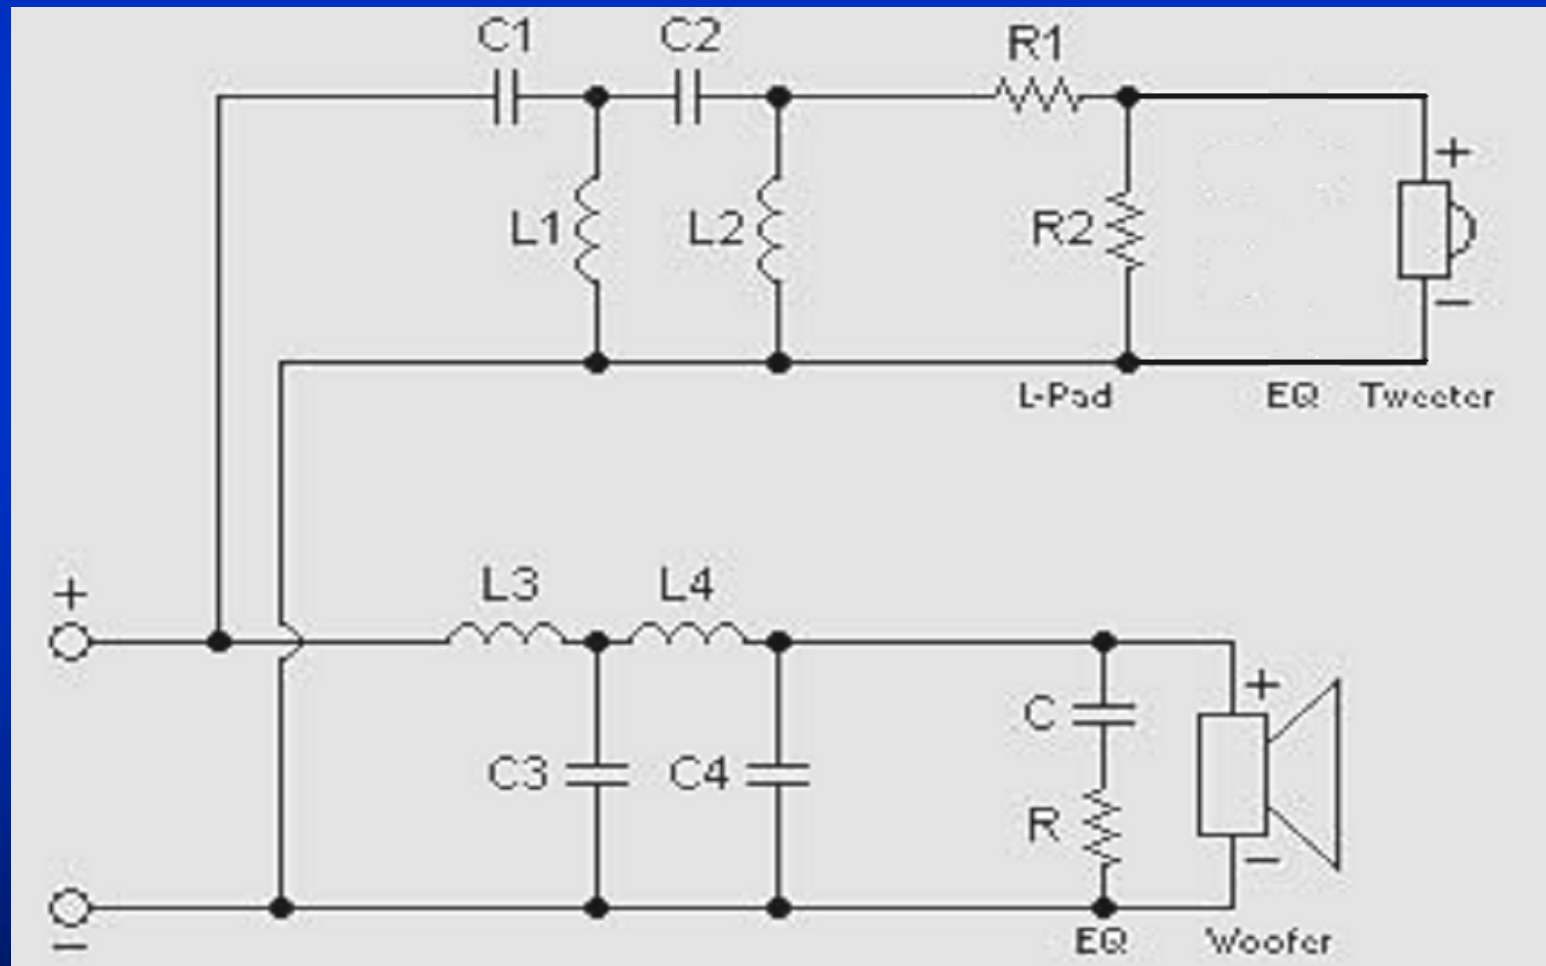 C1 C2 R1
+
L1 L2 R2
−
L-Pad EQ Tweeter
+ L3 L4
+
C
C3 C4
R
−
− EQ Woofer